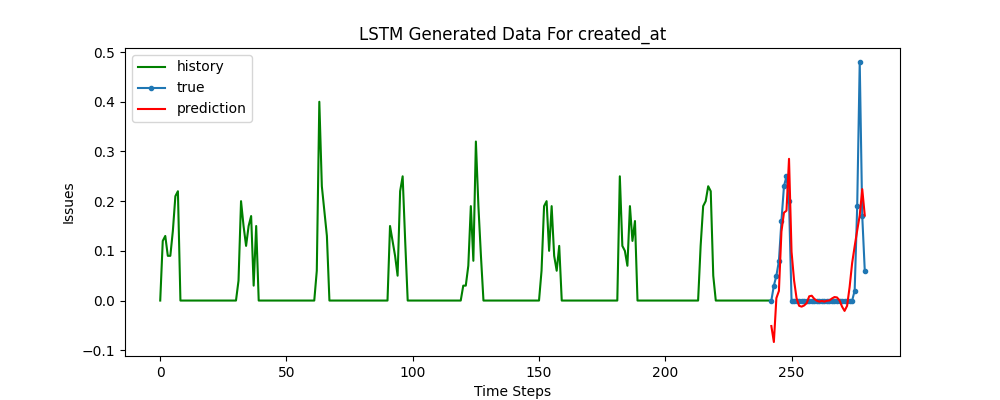 LSTM Generated Data For created_at
history
true
prediction
Issues
0.5
0.4
0.3
0.2
0.1
0.0
−0.1
0
50
100
150
200
250
Time Steps